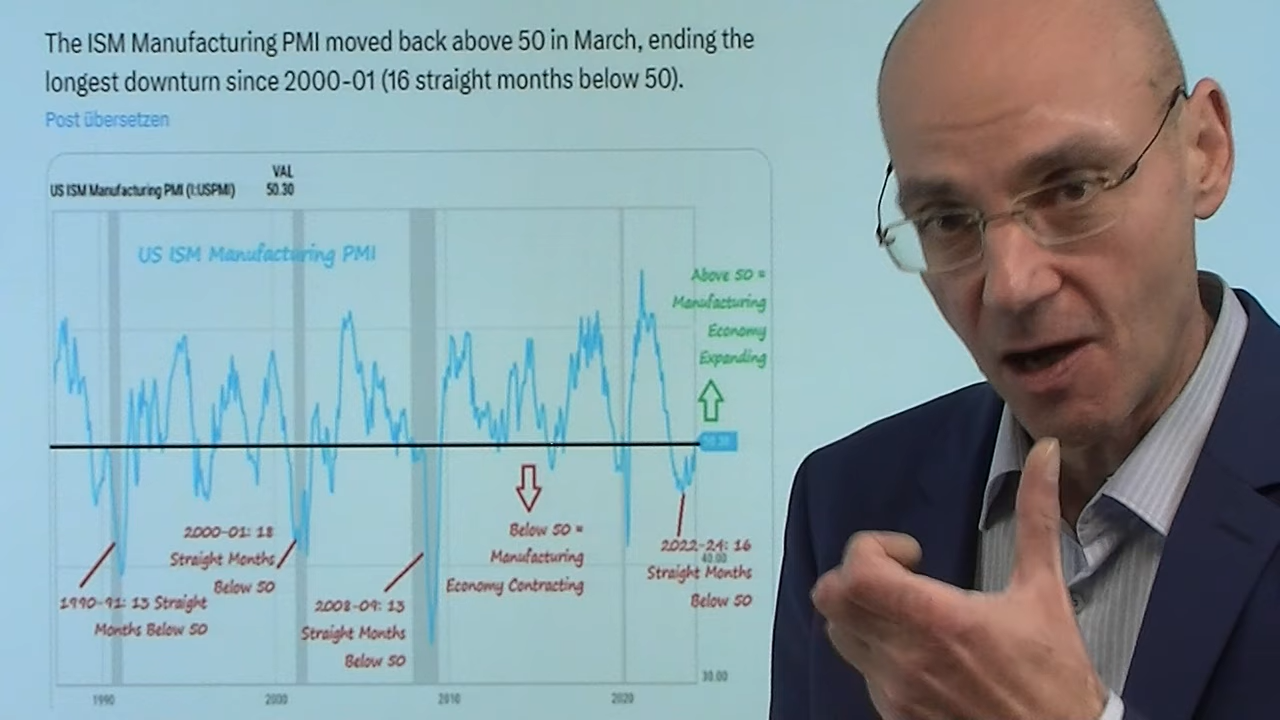 The ISM Manufacturing PMI moved back above 50 in March, ending the
longest downturn since 2000-01 (16 straight months below 50).
Post übersetzen
VAL
US ISM Manufacturing PMI (I:USPMI) 50.30
US ISM Manufacturing PMI
Above 50 =
Manufacturing
Economy
Expanding
50.30
2000-01: 18
Straight Months
Below 50
Below 50 =
Manufacturing
Economy Contracting
2022-24: 16
40.00
Straight Months
Below 50
1990-91: 13 Straight
Months Below 50
2008-09: 13
Straight Months
Below 50
30.00
1990 2000 2010 2020